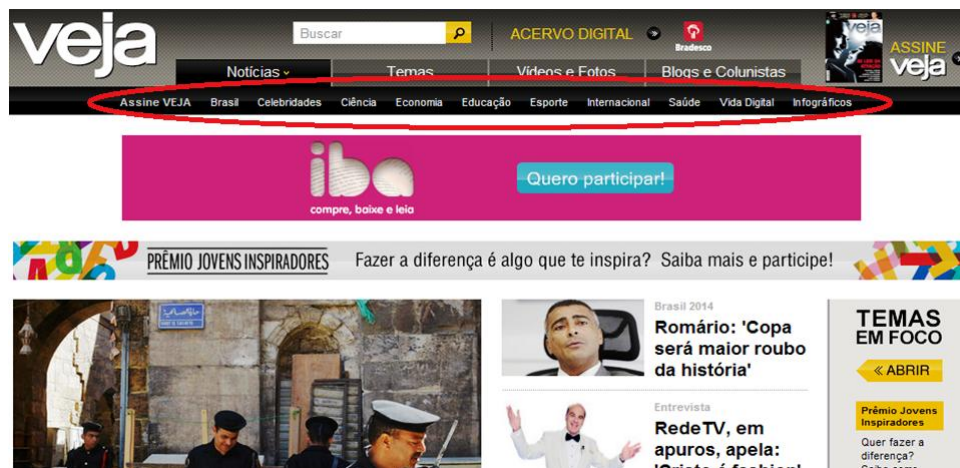 veja
Buscar
ACERVO DIGITAL
Bradesco
veja
ASSINE
veja
Notícias
Temas
Vídeos e Fotos
Blogs e Colunistas
Assine VEJA Brasil Celebridades Ciência Economia Educação Esporte Internacional Saúde Vida Digital Infográficos
iba
compre, baixe e leia
Quero participar!
PRÊMIO JOVENS INSPIRADORES
Fazer a diferença é algo que te inspira? Saiba mais e participe!
Brasil 2014
Romário: 'Copa
será maior roubo
da história'
Entrevista
RedeTV, em
apuros, apela:
'Cristo é fashion'
TEMAS
EM FOCO
« ABRIR
Prêmio Jovens
Inspiradores
Quer fazer a
diferença?